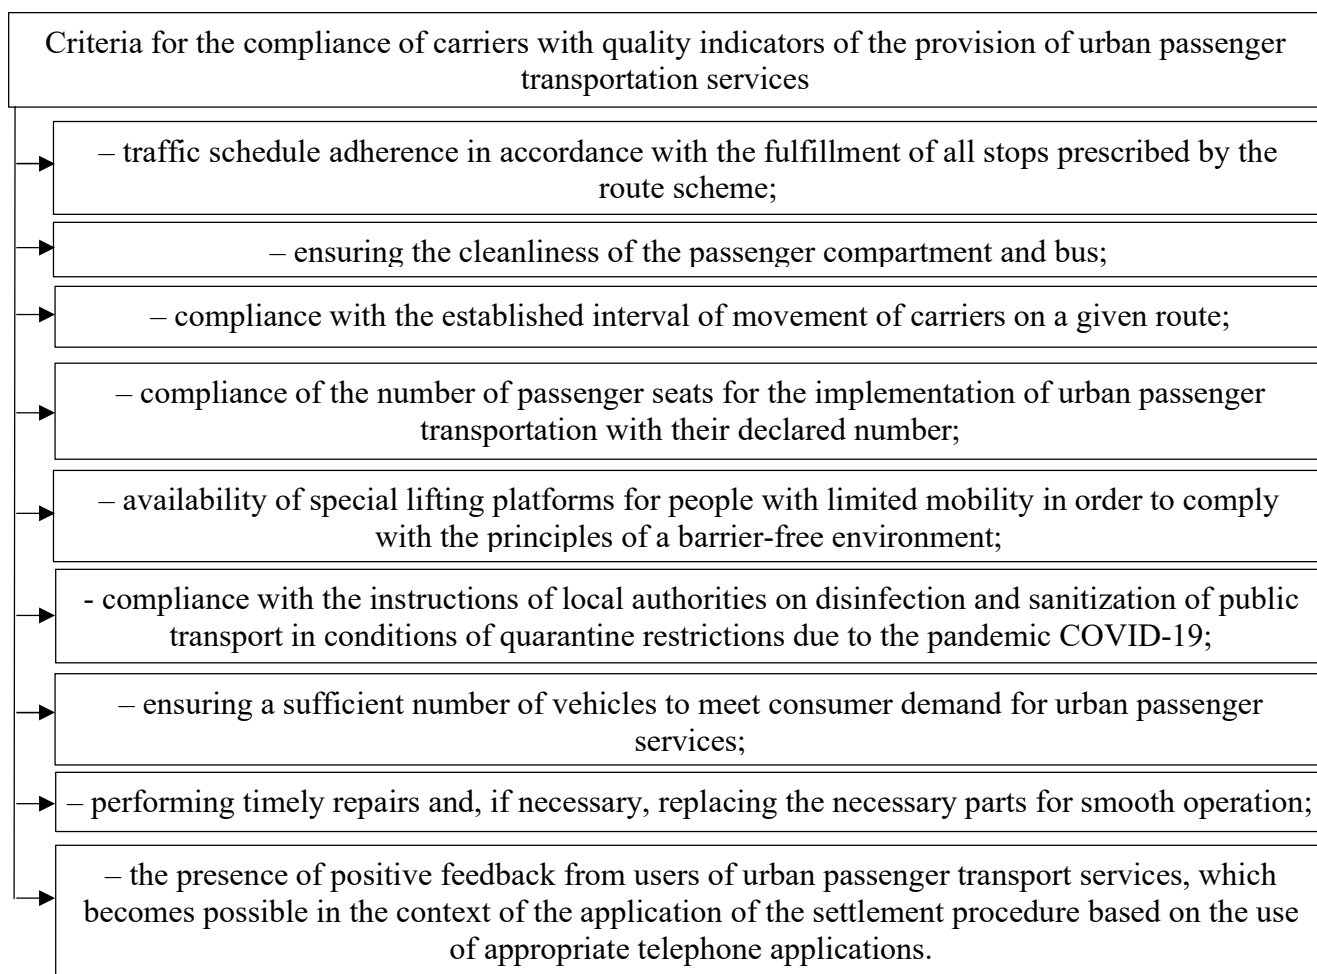 Criteria for the compliance of carriers with quality indicators of the provision of urban passenger
transportation services
– traffic schedule adherence in accordance with the fulfillment of all stops prescribed by the
route scheme;
– ensuring the cleanliness of the passenger compartment and bus;
– compliance with the established interval of movement of carriers on a given route;
– compliance of the number of passenger seats for the implementation of urban passenger
transportation with their declared number;
– availability of special lifting platforms for people with limited mobility in order to comply
with the principles of a barrier-free environment;
- compliance with the instructions of local authorities on disinfection and sanitization of public
transport in conditions of quarantine restrictions due to the pandemic COVID-19;
– ensuring a sufficient number of vehicles to meet consumer demand for urban passenger
services;
– performing timely repairs and, if necessary, replacing the necessary parts for smooth operation;
– the presence of positive feedback from users of urban passenger transport services, which
becomes possible in the context of the application of the settlement procedure based on the use
of appropriate telephone applications.